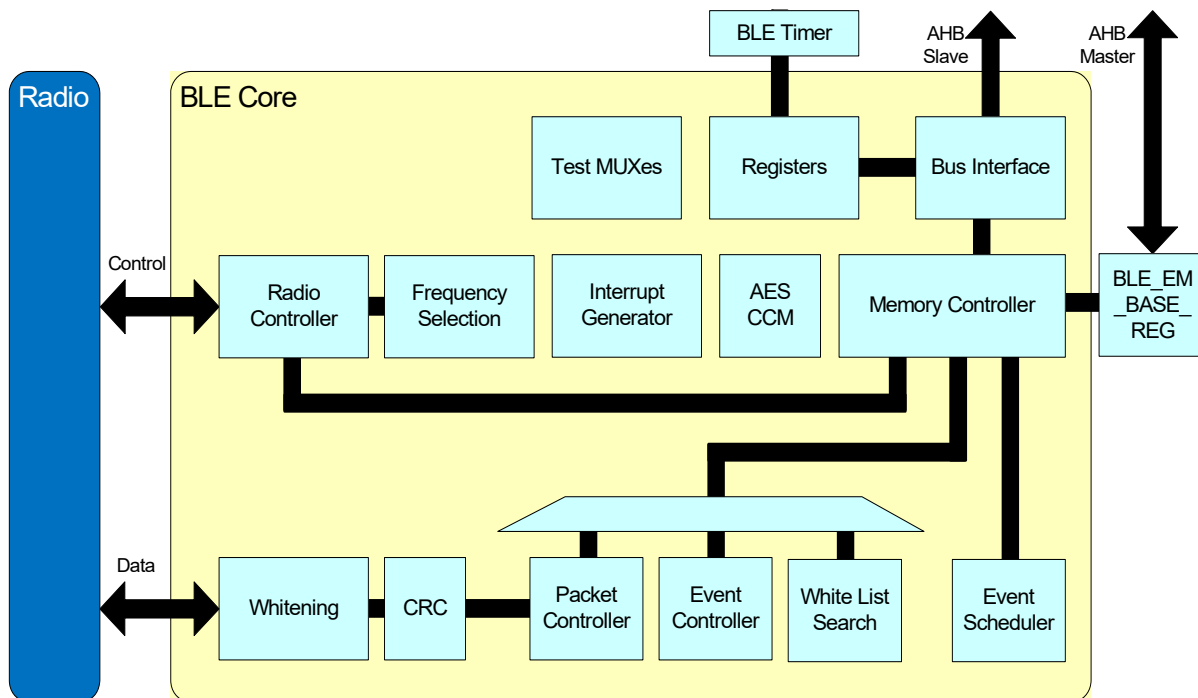 BLE Timer
AHB
Slave
AHB
Master
Radio
BLE Core
Test MUXes
Registers
Bus Interface
Control
Radio
Controller
Frequency
Selection
Interrupt
Generator
AES
CCM
Memory Controller
BLE_EM
_BASE_
REG
Data
Whitening
CRC
Packet
Controller
Event
Controller
White List
Search
Event
Scheduler